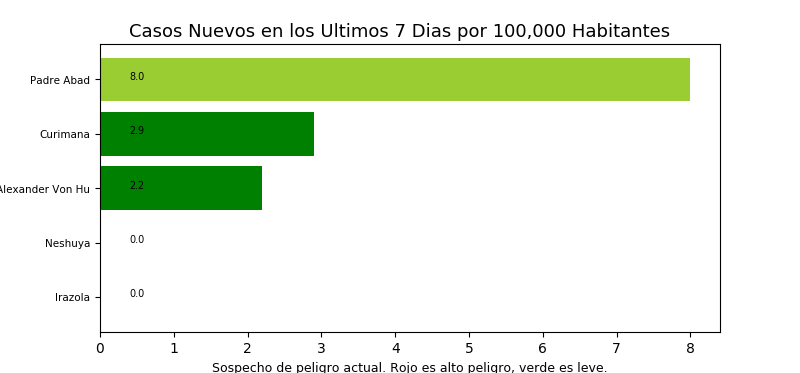 Casos Nuevos en los Ultimos 7 Dias por 100,000 Habitantes
Padre Abad 8.0
Curimana 2.9
Alexander Von Hu 2.2
Neshuya 0.0
Irazola 0.0
0 1 2 3 4 5 6 7 8
Sospecho de peligro actual. Rojo es alto peligro, verde es leve.